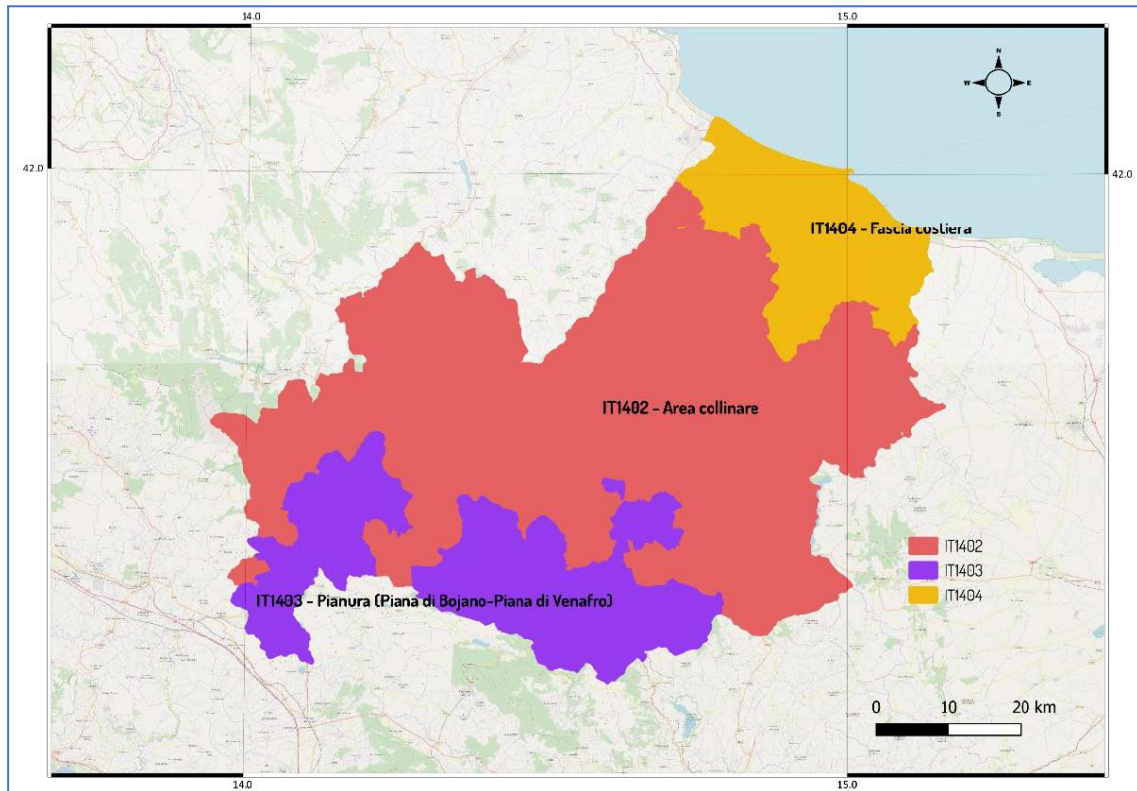 14.0
15.0
N
W
E
S
42.0
42.0
IT1404 - Fascia costiera
IT1402 - Area collinare
IT1402
IT1403
IT1404
IT1403 - Pianura (Piana di Bojano-Piana di Venafro)
0
10
20 km
14.0
15.0